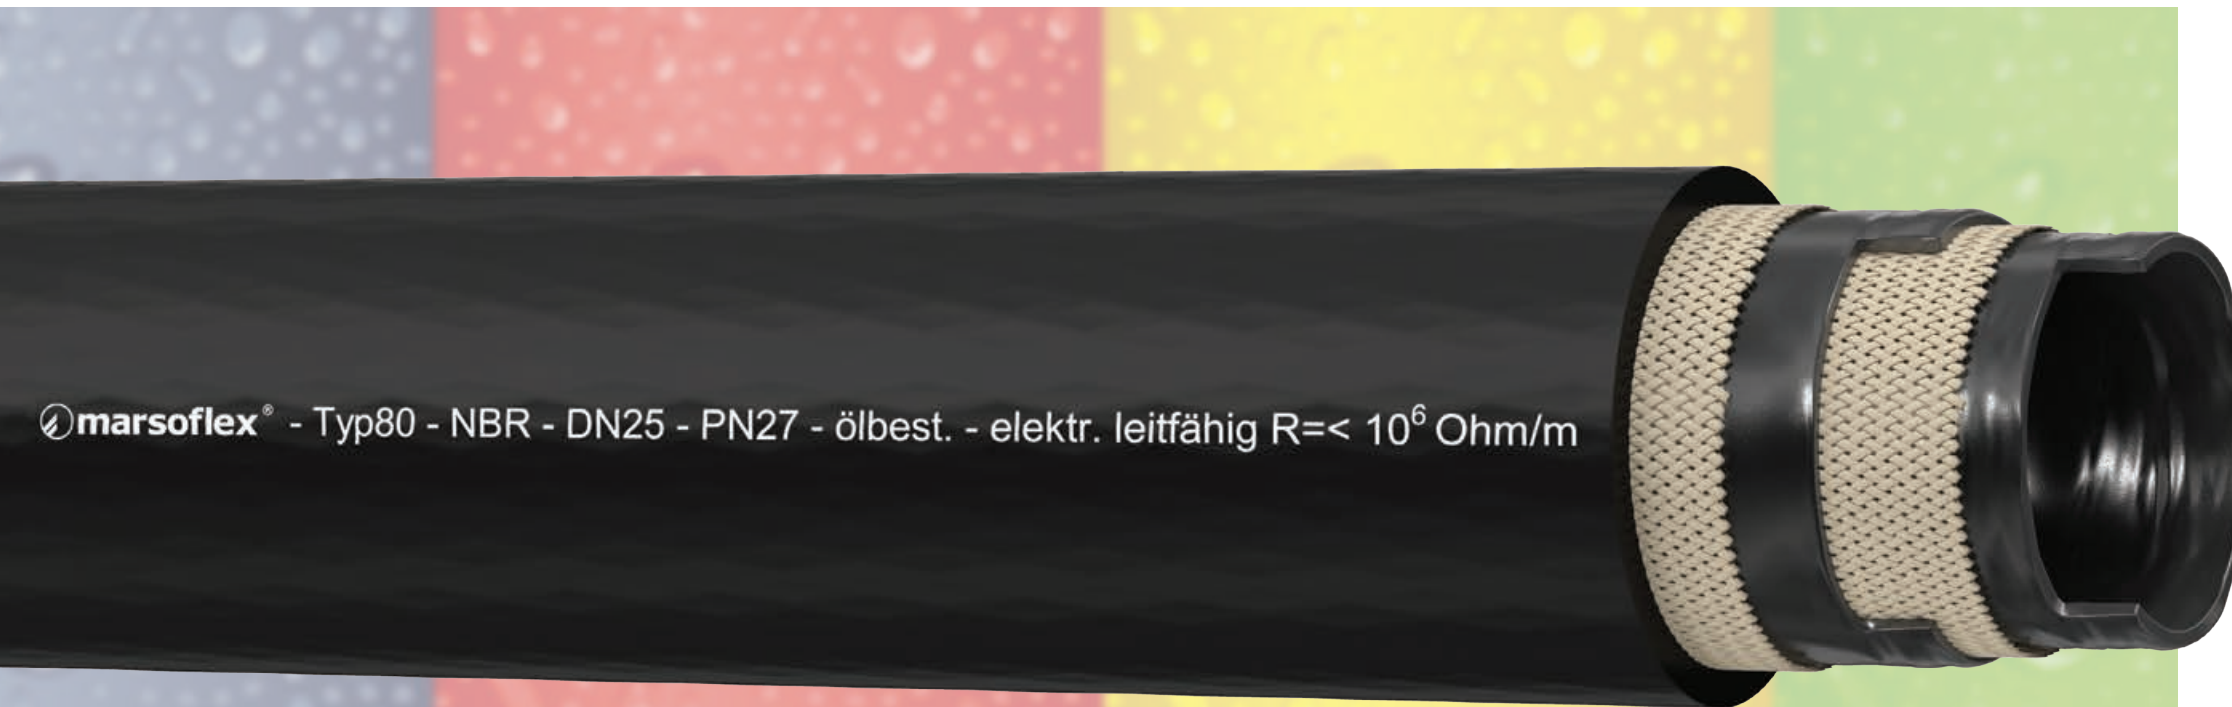 marsoflex® - Typ80 - NBR - DN25 - PN27 - ölbest. - elektr. leitfähig R=< 10⁶ Ohm/m